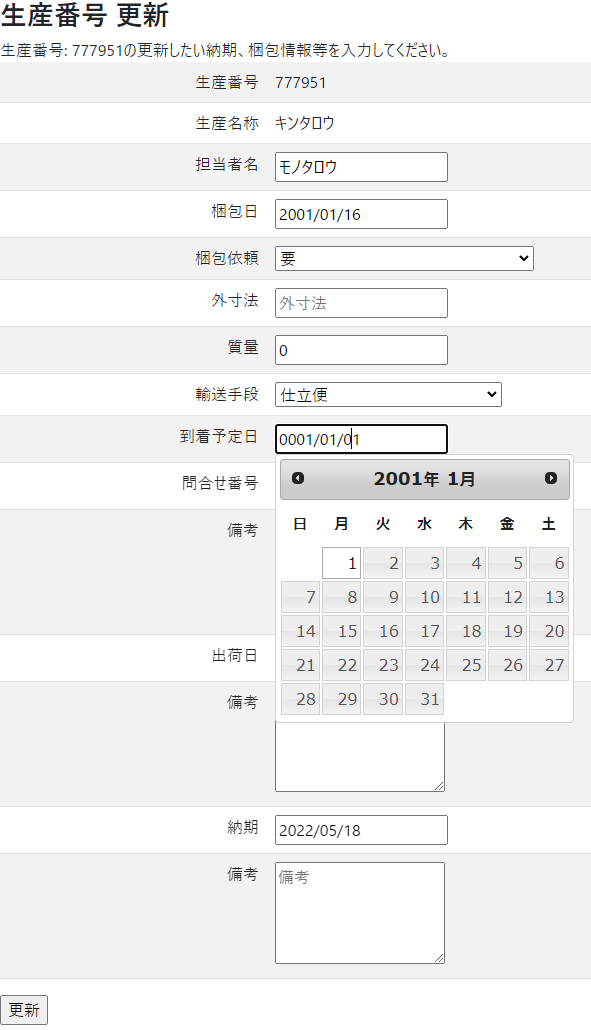 生産番号 更新
生産番号: 777951の更新したい納期、梱包情報等を入力してください。
生産番号 777951
生産名称 キンタロウ
担当者名 モノタロウ
梱包日 2001/01/16
梱包依頼 要
外寸法 外寸法
質量 0
輸送手段 仕立便
到着予定日 0001/01/01
2001年 1月
日 月 火 水 木 金 土
問合せ番号
備考
1 2 3 4 5 6
7 8 9 10 11 12 13
14 15 16 17 18 19 20
出荷日
21 22 23 24 25 26 27
備考
28 29 30 31
納期 2022/05/18
備考 備考
更新